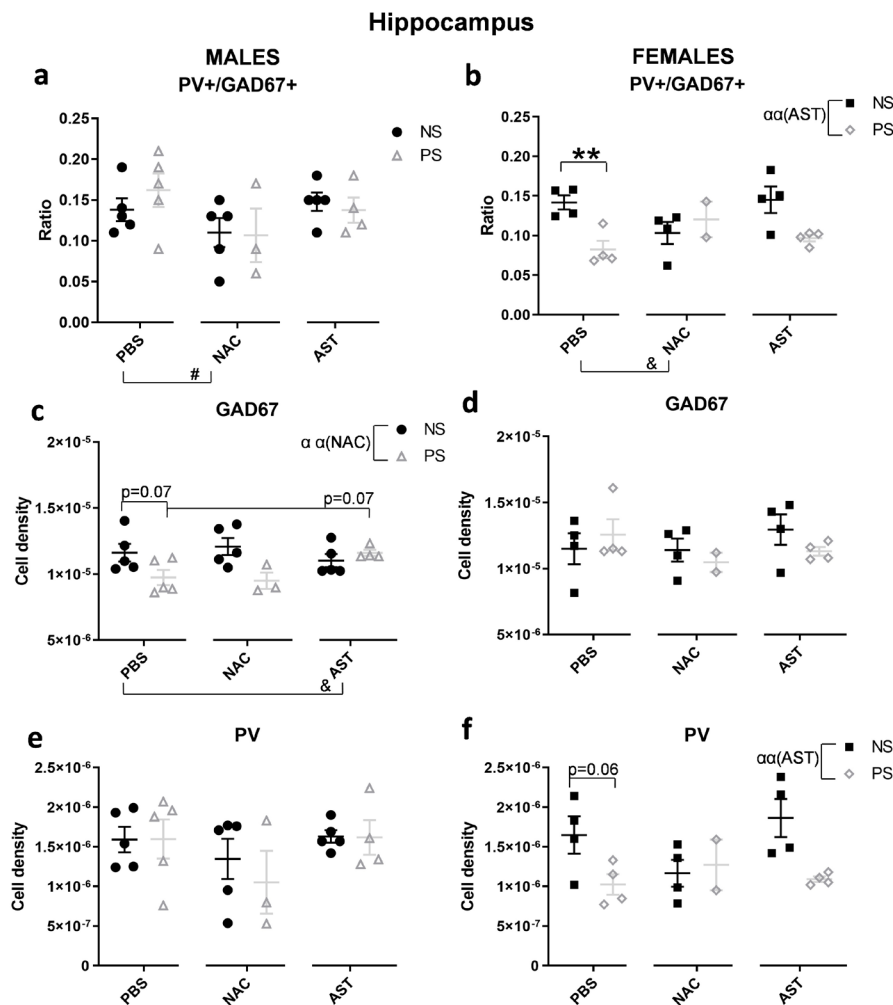 Hippocampus
MALES
FEMALES
a
PV+/GAD67+
NS
PS
Ratio
0.25
0.20
0.15
0.10
0.05
0.00
PBS
NAC
AST
#
b
PV+/GAD67+
αα(AST)
NS
PS
**
Ratio
0.25
0.20
0.15
0.10
0.05
0.00
PBS
NAC
AST
&
c
GAD67
α α(NAC)
NS
PS
p=0.07
p=0.07
Cell density
2×10-5
1.5×10-5
1×10-5
5×10-6
PBS
NAC
AST
&
d
GAD67
Cell density
2×10-5
1.5×10-5
1×10-5
5×10-6
PBS
NAC
AST
e
PV
Cell density
2.5×10-6
2×10-6
1.5×10-6
1×10-6
5×10-7
0
PBS
NAC
AST
f
PV
αα(AST)
NS
PS
p=0.06
Cell density
2.5×10-6
2×10-6
1.5×10-6
1×10-6
5×10-7
0
PBS
NAC
AST